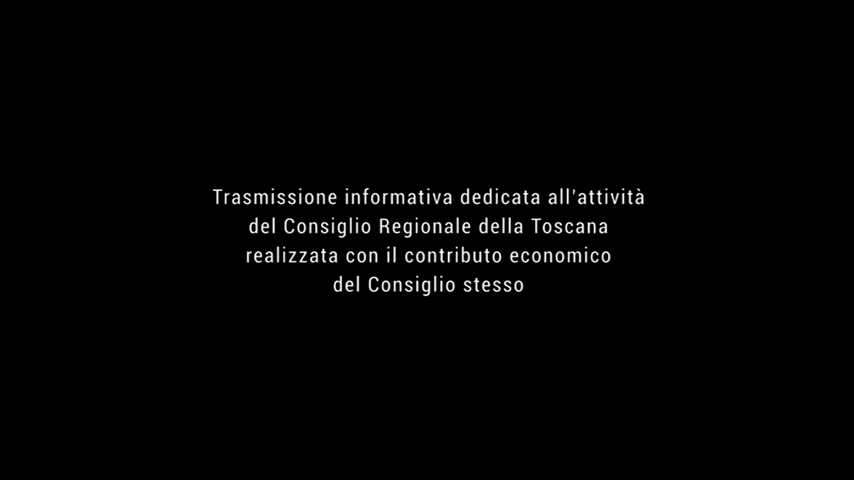 Trasmissione informativa dedicata all'attività
del Consiglio Regionale della Toscana
realizzata con il contributo economico
del Consiglio stesso